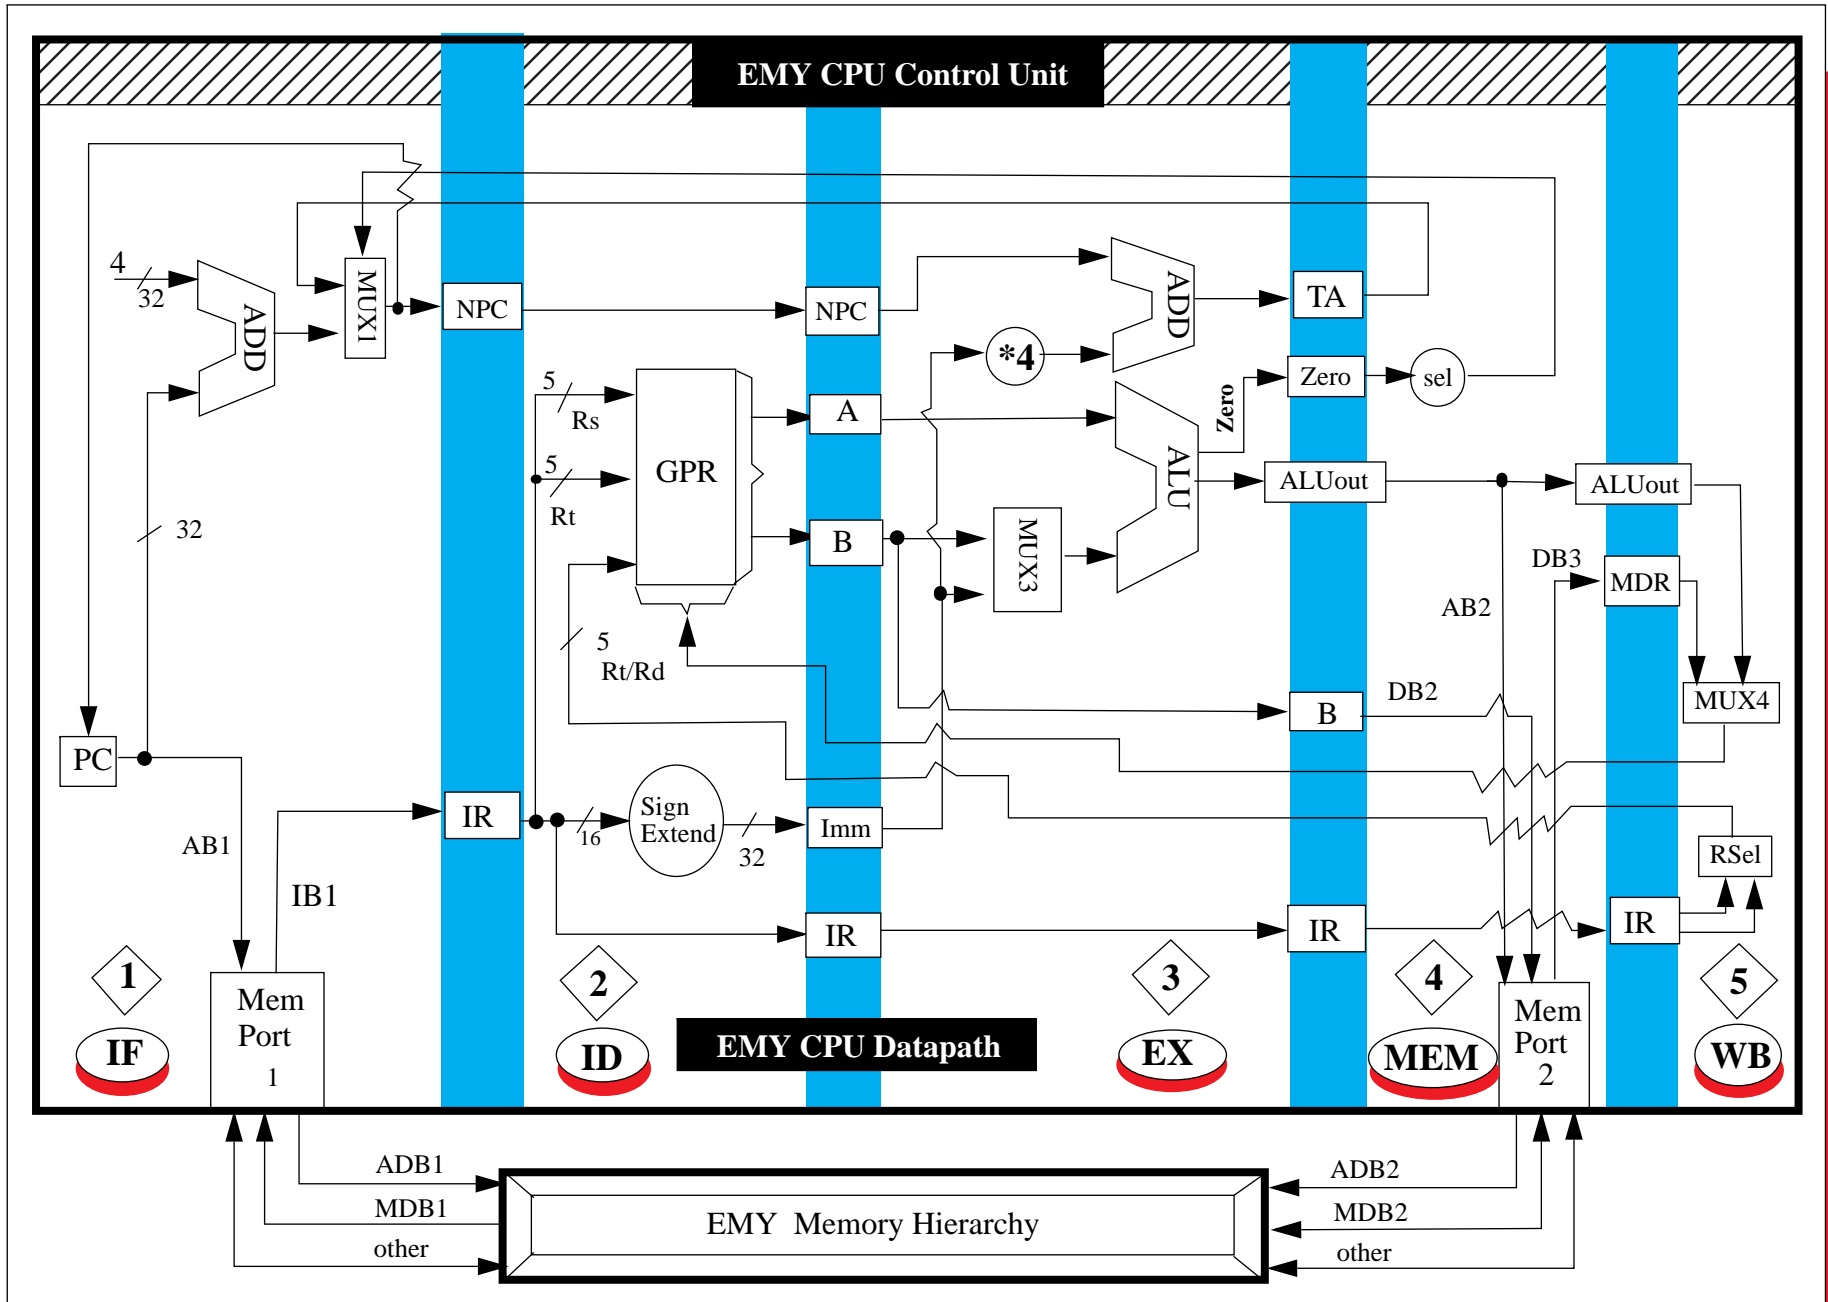 EMY CPU Control Unit
4
32
ADD
MUX1
NPC
NPC
ADD
TA
*4
Zero
sel
Zero
5
Rs
GPR
A
ALU
5
Rt
ALUout
ALUout
32
B
MUX3
DB3
MDR
AB2
5
Rt/Rd
B
DB2
MUX4
PC
IR
16
Sign
Extend
32
Imm
AB1
RSel
IB1
IR
IR
IR
1
2
3
4
5
Mem
Port
1
Mem
Port
2
IF
ID
EMY CPU Datapath
EX
MEM
WB
ADB1
MDB1
other
EMY Memory Hierarchy
ADB2
MDB2
other